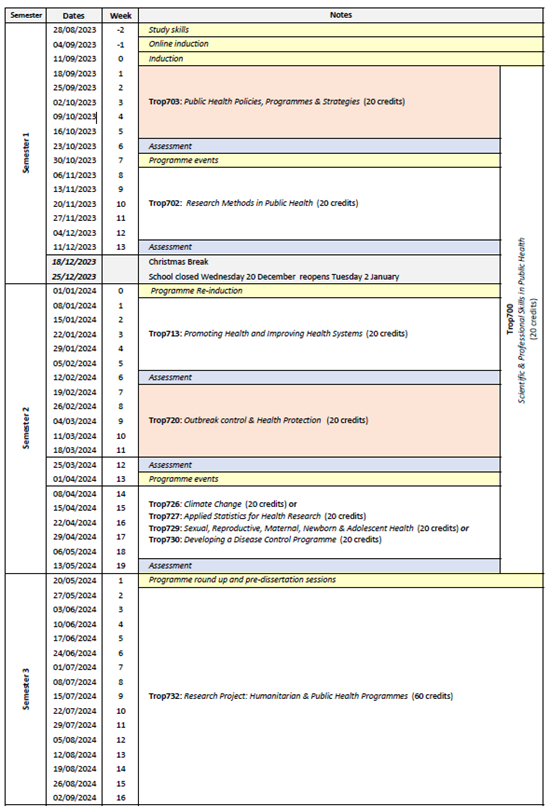 Semester Dates Week Notes
28/08/2023 -2 Study skills
04/09/2023 -1 Online induction
11/09/2023 0 Induction
Semester 1
18/09/2023 1
25/09/2023 2
02/10/2023 3 Trop703: Public Health Policies, Programmes & Strategies (20 credits)
09/10/2023 4
16/10/2023 5
23/10/2023 6 Assessment
30/10/2023 7 Programme events
06/11/2023 8
13/11/2023 9
20/11/2023 10 Trop702: Research Methods in Public Health (20 credits)
27/11/2023 11
04/12/2023 12
11/12/2023 13 Assessment
18/12/2023 Christmas Break
25/12/2023 School closed Wednesday 20 December reopens Tuesday 2 January
Trop700
Scientific & Professional Skills in Public Health
(20 credits)
Semester 2
01/01/2024 0 Programme Re-induction
08/01/2024 1
15/01/2024 2
22/01/2024 3 Trop713: Promoting Health and Improving Health Systems (20 credits)
29/01/2024 4
05/02/2024 5
12/02/2024 6 Assessment
19/02/2024 7
26/02/2024 8
04/03/2024 9 Trop720: Outbreak control & Health Protection (20 credits)
11/03/2024 10
18/03/2024 11
25/03/2024 12 Assessment
01/04/2024 13 Programme events
08/04/2024 14 Trop726: Climate Change (20 credits) or
15/04/2024 15 Trop727: Applied Statistics for Health Research (20 credits)
22/04/2024 16 Trop729: Sexual, Reproductive, Maternal, Newborn & Adolescent Health (20 credits) or
29/04/2024 17 Trop730: Developing a Disease Control Programme (20 credits)
06/05/2024 18
13/05/2024 19 Assessment
Semester 3
20/05/2024 1 Programme round up and pre-dissertation sessions
27/05/2024 2
03/06/2024 3
10/06/2024 4
17/06/2024 5
24/06/2024 6
01/07/2024 7
08/07/2024 8
15/07/2024 9 Trop732: Research Project: Humanitarian & Public Health Programmes (60 credits)
22/07/2024 10
29/07/2024 11
05/08/2024 12
12/08/2024 13
19/08/2024 14
26/08/2024 15
02/09/2024 16